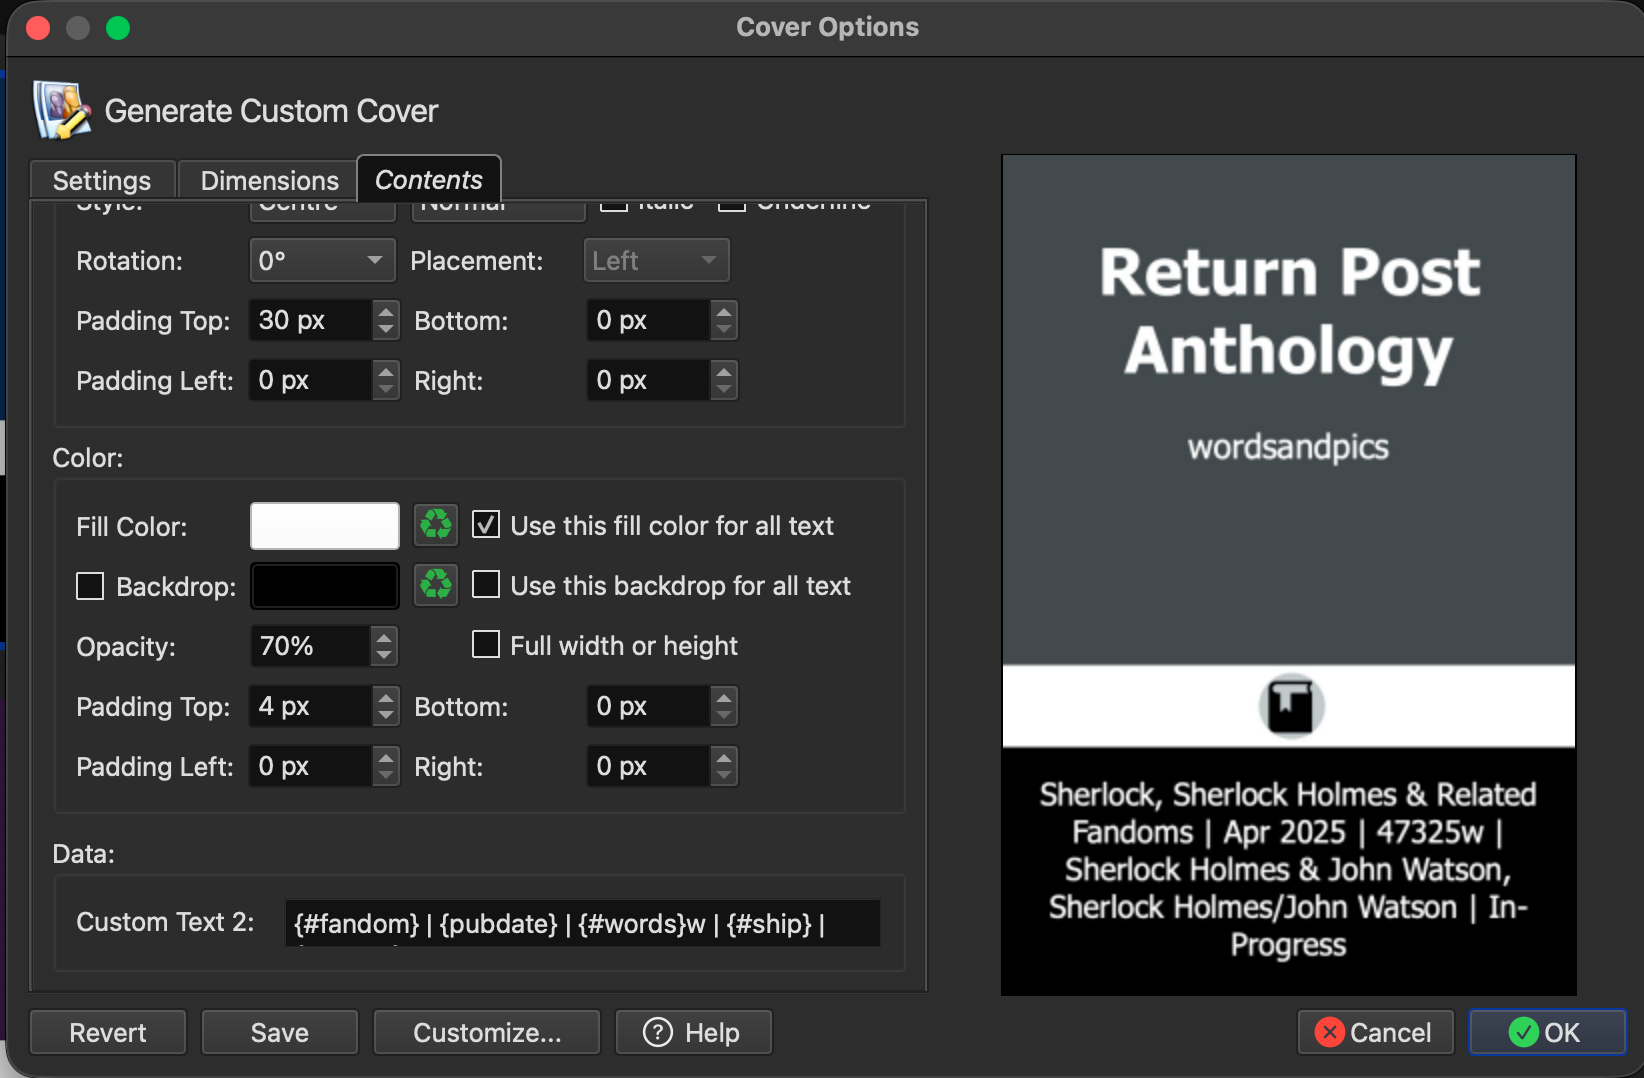 Cover Options
Generate Custom Cover
Settings Dimensions Contents
Style: Centre Normal Italic Underline
Rotation: 0° Placement: Left
Padding Top: 30 px Bottom: 0 px
Padding Left: 0 px Right: 0 px
Color:
Fill Color: Use this fill color for all text
Backdrop: Use this backdrop for all text
Opacity: 70% Full width or height
Padding Top: 4 px Bottom: 0 px
Padding Left: 0 px Right: 0 px
Data:
Custom Text 2: {#fandom} | {pubdate} | {#words}w | {#ship} |
Revert Save Customize... ? Help
Return Post
Anthology
wordsandpics
Sherlock, Sherlock Holmes & Related
Fandoms | Apr 2025 | 47325w |
Sherlock Holmes & John Watson,
Sherlock Holmes/John Watson | In-
Progress
Cancel OK